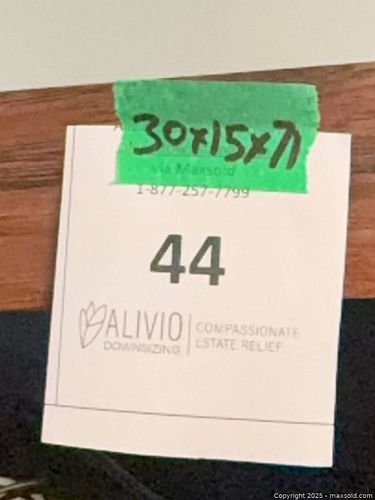 30x15x71
via Maxsold
1-877-257-7799
44
ALIVIO
DOWNSIZING
COMPASSIONATE
ESTATE RELIEF
Copyright 2025 - maxsold.com